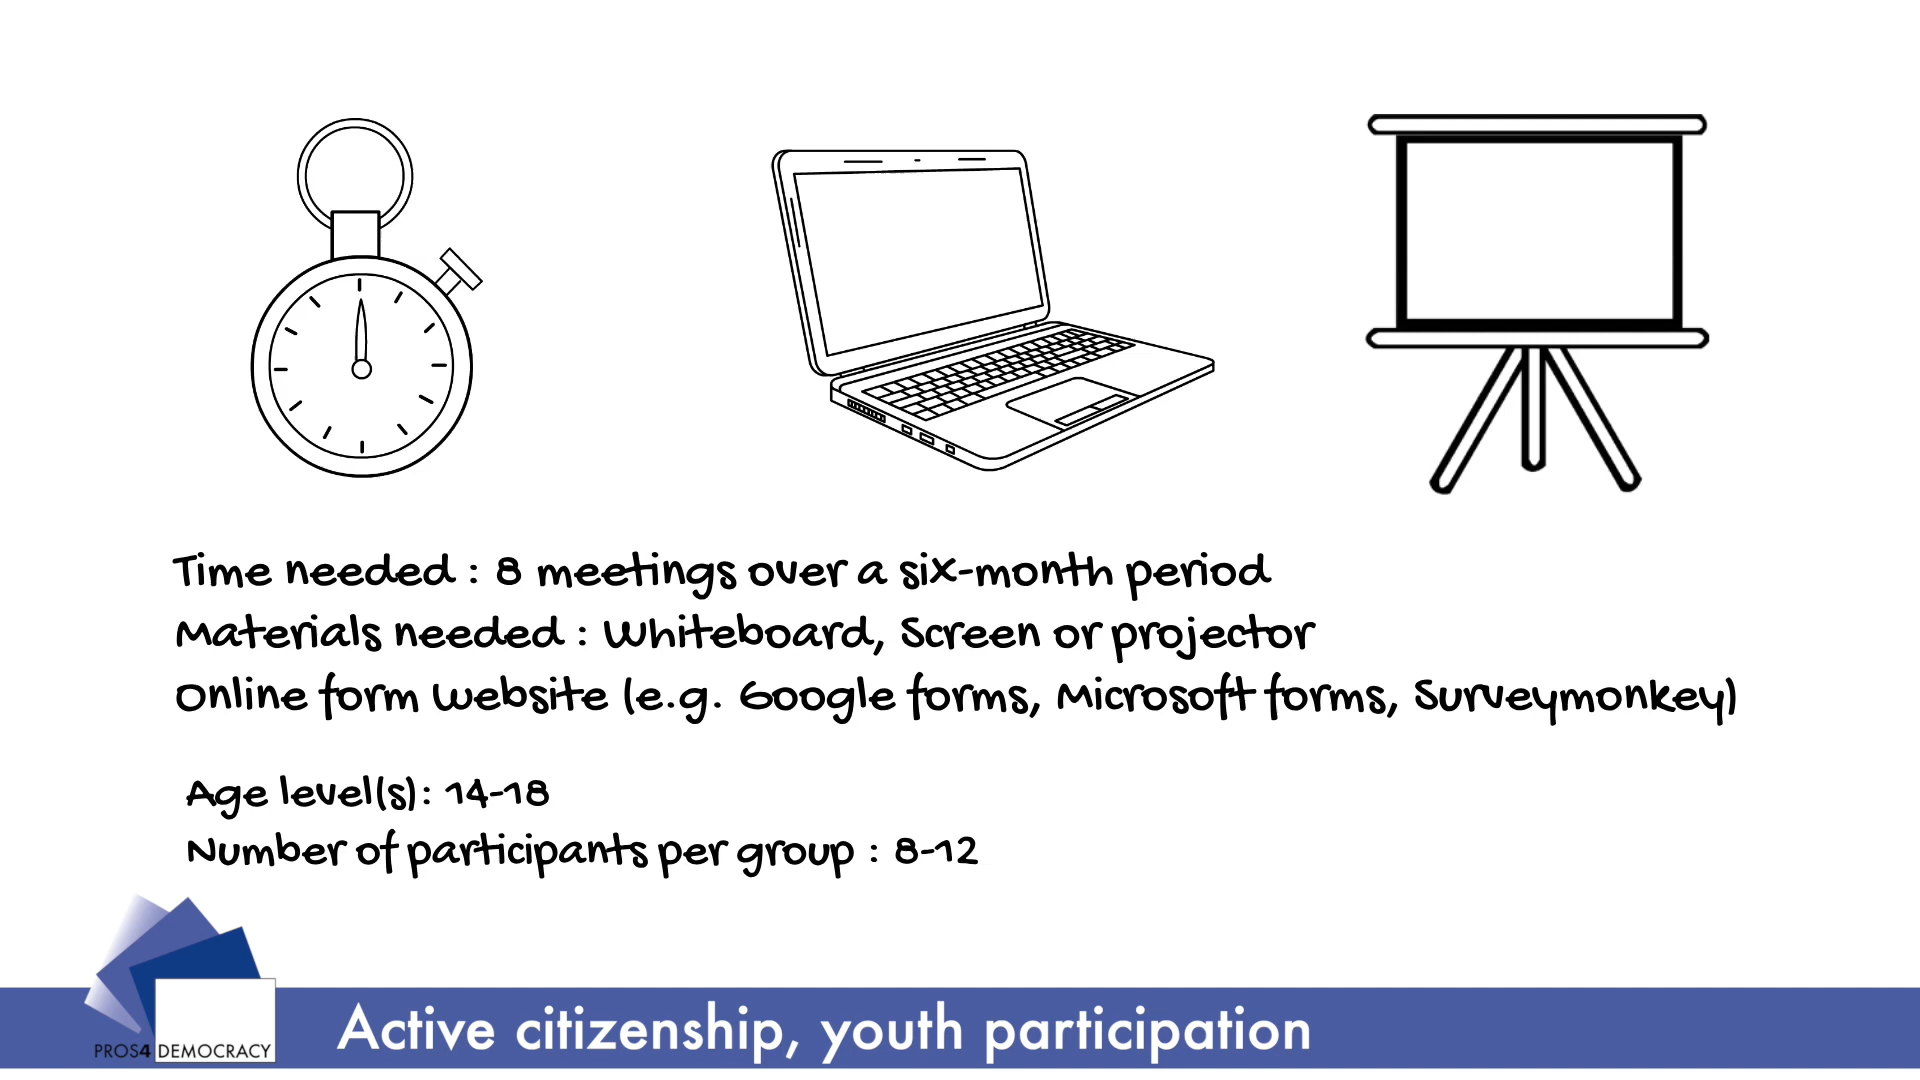 Time needed : 8 meetings over a six-month period
Materials needed : Whiteboard, Screen or projector
Online form website (e.g. Google forms, Microsoft forms, Surveymonkey)
Age level(s): 14-18
Number of participants per group : 8-12
PROS4 DEMOCRACY
Active citizenship, youth participation